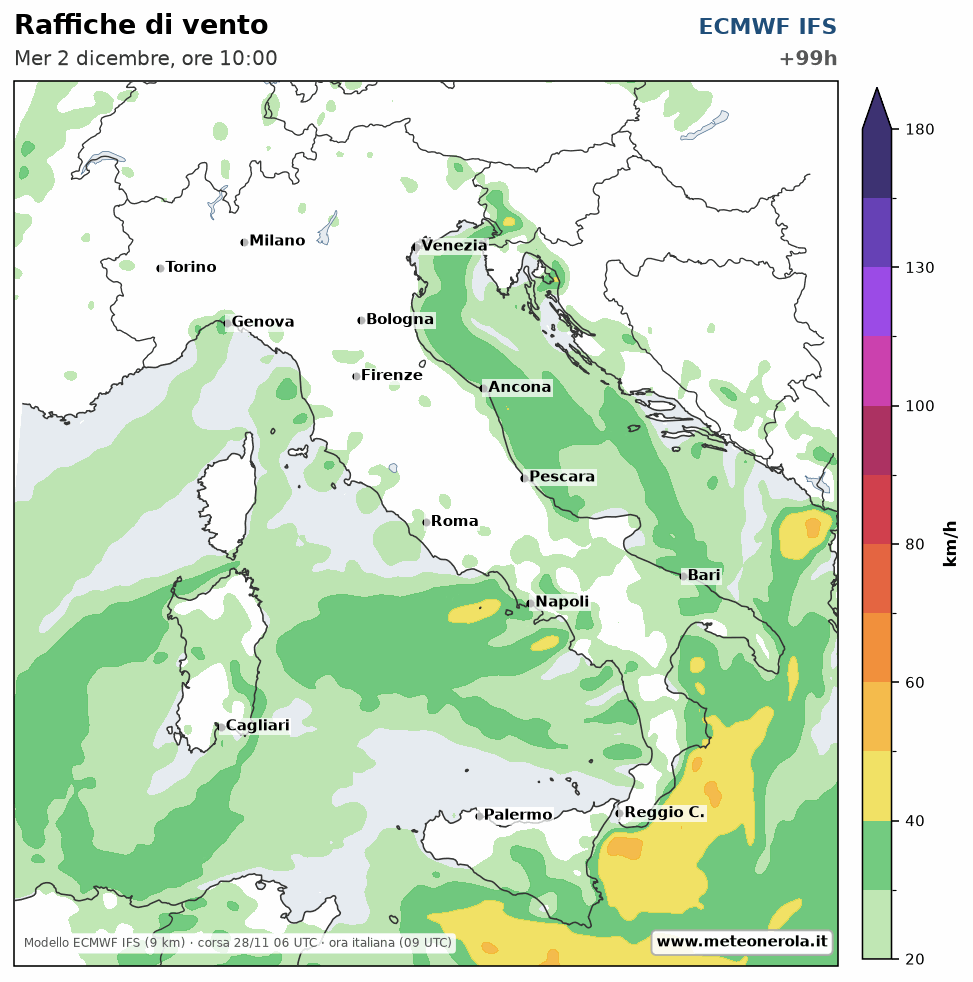 Raffiche di vento
ECMWF IFS
Mer 2 dicembre, ore 10:00
+99h
180
130
100
80
60
40
20
km/h
Milano
Venezia
Torino
Genova
Bologna
Firenze
Ancona
Pescara
Roma
Bari
Napoli
Cagliari
Palermo
Reggio C.
Modello ECMWF IFS (9 km) · corsa 28/11 06 UTC · ora italiana (09 UTC)
www.meteonerola.it